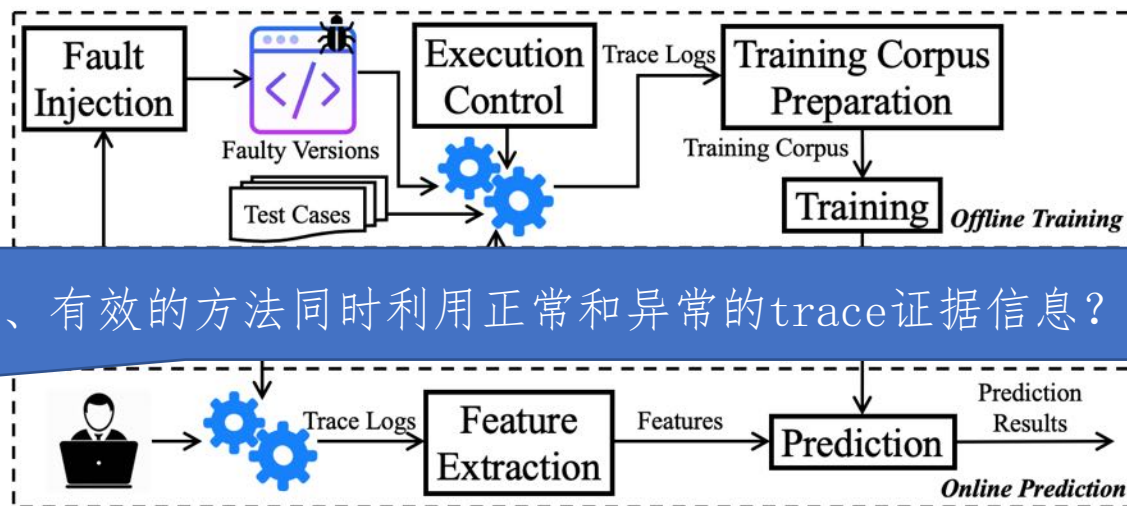 Fault
Injection
Faulty Versions
Test Cases
Execution
Control
Trace Logs
Training Corpus
Preparation
Training Corpus
Training
Offline Training
、有效的方法同时利用正常和异常的trace证据信息?
Trace Logs
Feature
Extraction
Features
Prediction
Prediction
Results
Online Prediction